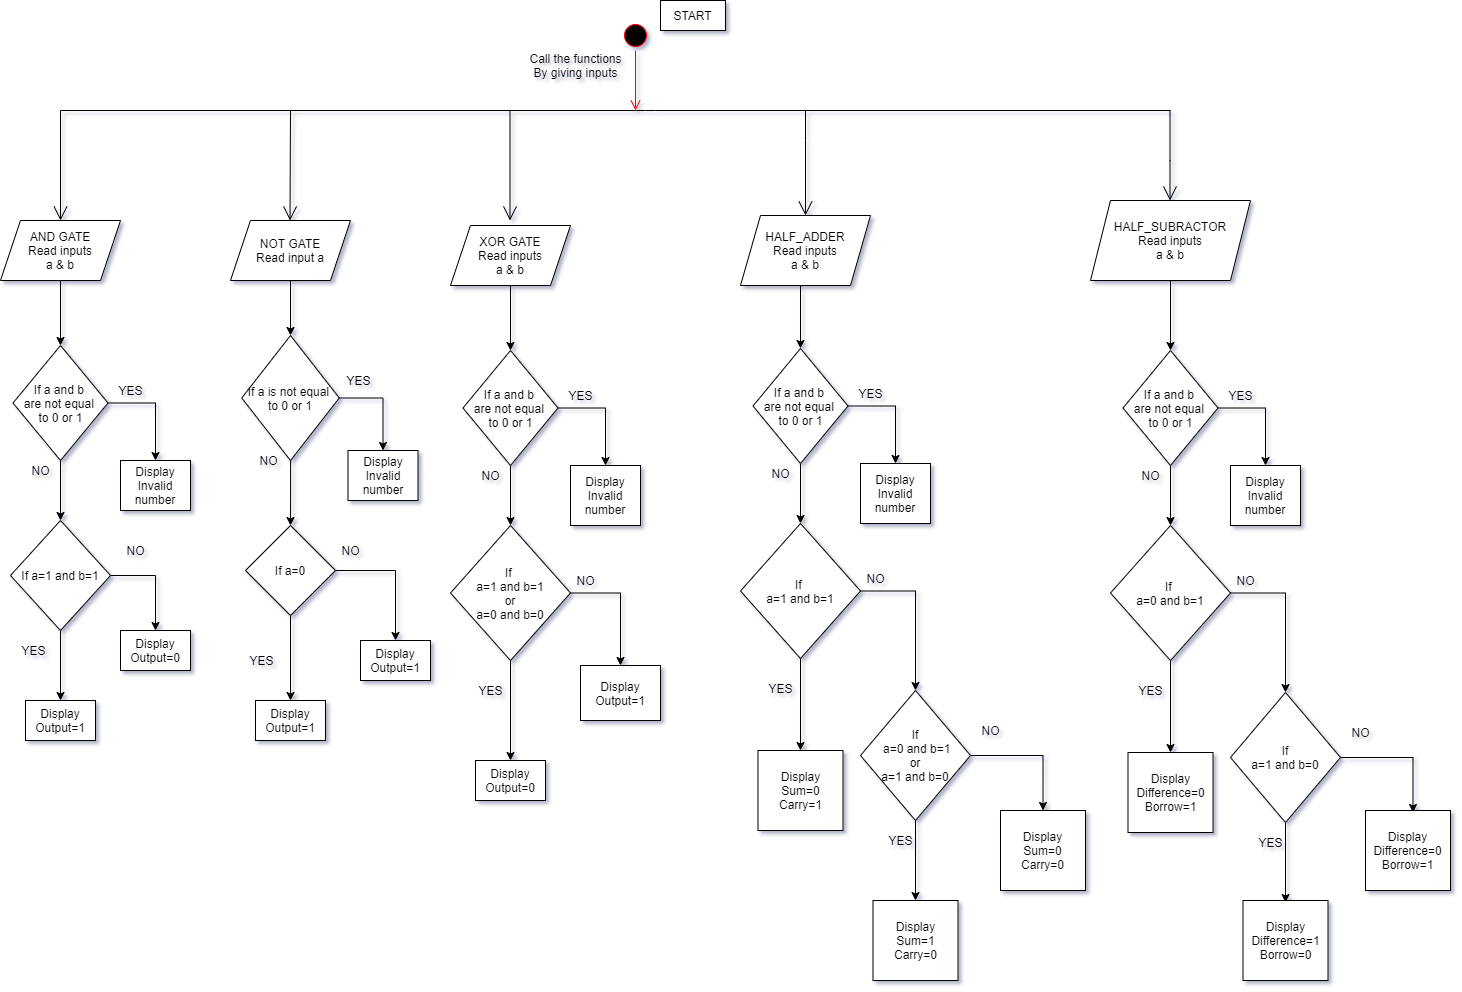 START
Call the functions
By giving inputs
AND GATE
Read inputs
a & b
If a and b
are not equal
to 0 or 1
YES
Display
Invalid
number
NO
If a=1 and b=1
NO
Display
Output=0
YES
Display
Output=1
NOT GATE
Read input a
If a is not equal
to 0 or 1
YES
Display
Invalid
number
NO
If a=0
NO
Display
Output=1
YES
Display
Output=1
XOR GATE
Read inputs
a & b
If a and b
are not equal
to 0 or 1
YES
Display
Invalid
number
NO
If
a=1 and b=1
or
a=0 and b=0
NO
Display
Output=1
YES
Display
Output=0
HALF_ADDER
Read inputs
a & b
If a and b
are not equal
to 0 or 1
YES
Display
Invalid
number
NO
If
a=1 and b=1
NO
YES
Display
Sum=0
Carry=1
If
a=0 and b=1
or
a=1 and b=0
NO
Display
Sum=0
Carry=0
YES
Display
Sum=1
Carry=0
HALF_SUBRACTOR
Read inputs
a & b
If a and b
are not equal
to 0 or 1
YES
Display
Invalid
number
NO
If
a=0 and b=1
NO
YES
Display
Difference=0
Borrow=1
If
a=1 and b=0
NO
Display
Difference=0
Borrow=1
YES
Display
Difference=1
Borrow=0